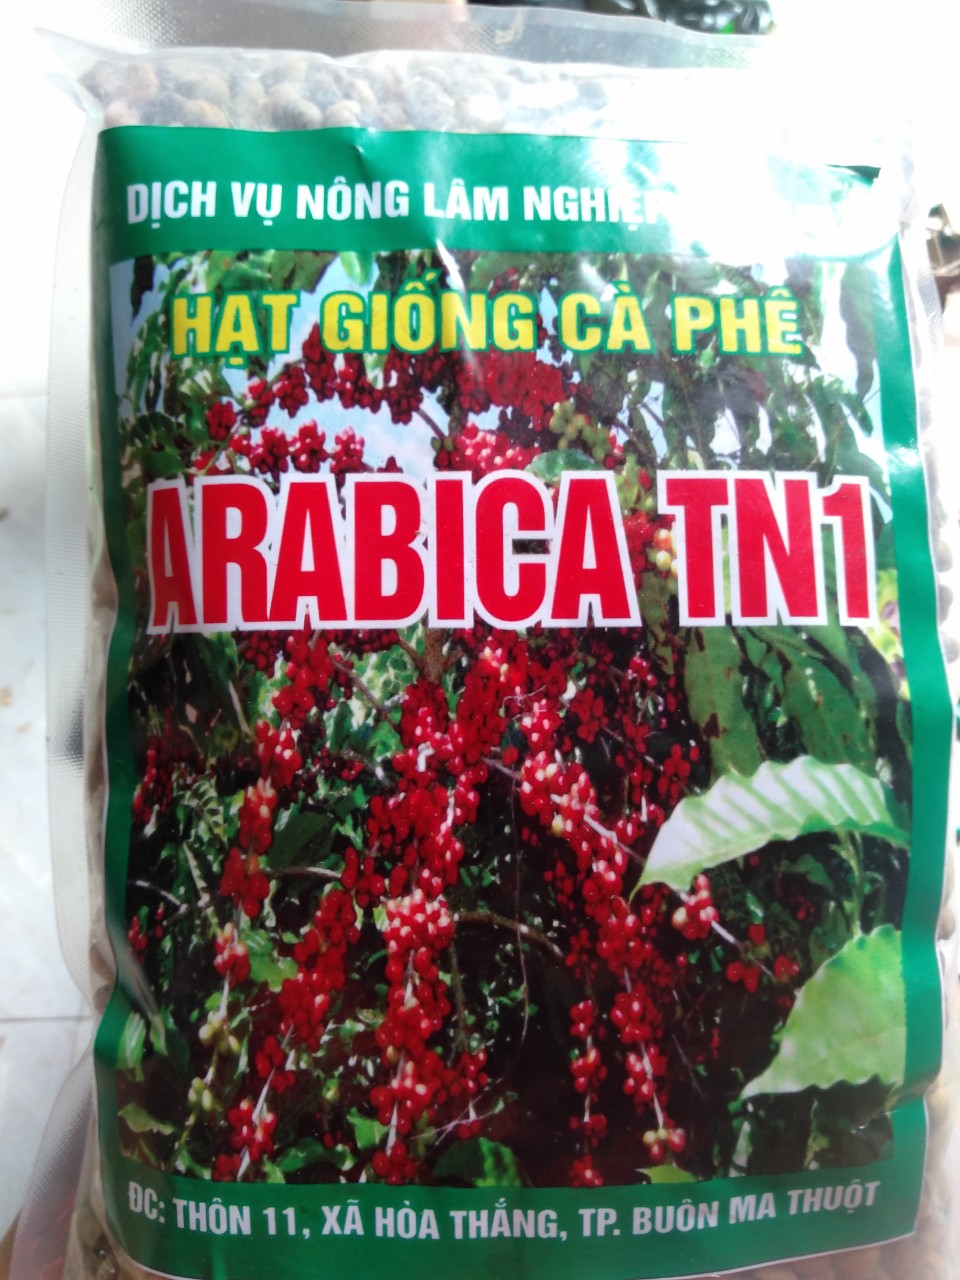 DỊCH VỤ NÔNG LÂM NGHIỆP
HẠT GIỐNG CÀ PHÊ
ARABICA TN1
ĐC: THÔN 11, XÃ HÒA THẮNG, TP. BUÔN MA THUỘT